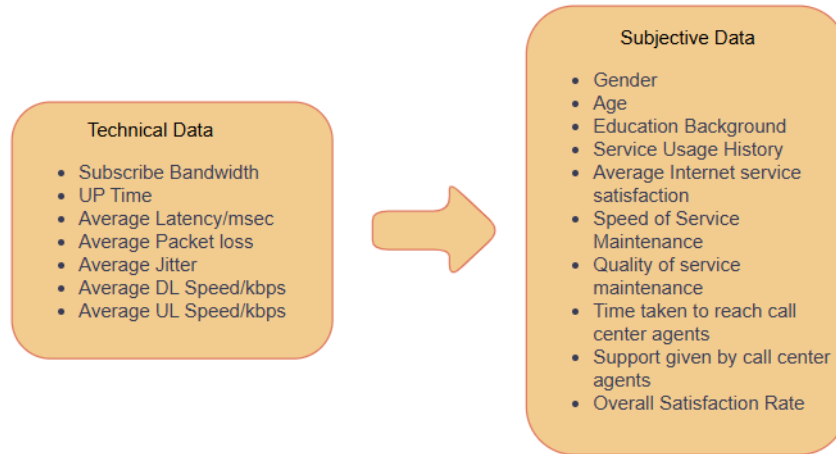 Technical Data
• Subscribe Bandwidth
• UP Time
• Average Latency/msec
• Average Packet loss
• Average Jitter
• Average DL Speed/kbps
• Average UL Speed/kbps
Subjective Data
• Gender
• Age
• Education Background
• Service Usage History
• Average Internet service
satisfaction
• Speed of Service
Maintenance
• Quality of service
maintenance
• Time taken to reach call
center agents
• Support given by call center
agents
• Overall Satisfaction Rate